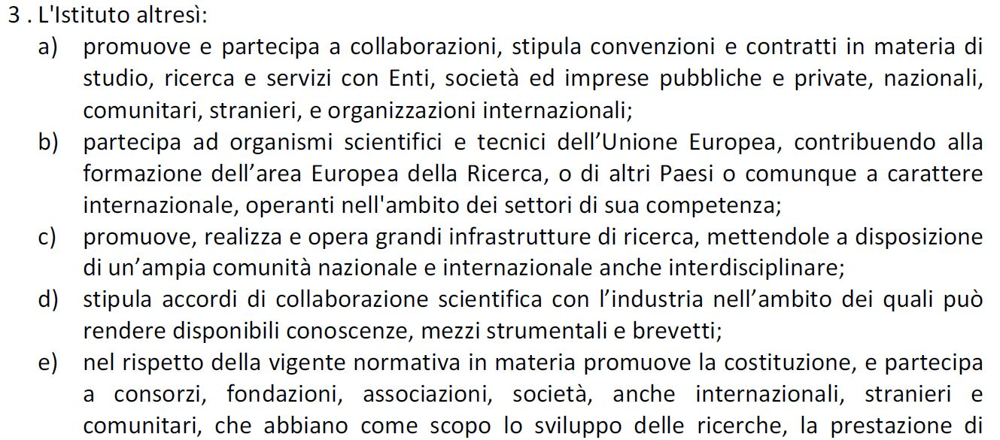 3 . L'Istituto altresì:
a) promuove e partecipa a collaborazioni, stipula convenzioni e contratti in materia di
studio, ricerca e servizi con Enti, società ed imprese pubbliche e private, nazionali,
comunitari, stranieri, e organizzazioni internazionali;
b) partecipa ad organismi scientifici e tecnici dell’Unione Europea, contribuendo alla
formazione dell’area Europea della Ricerca, o di altri Paesi o comunque a carattere
internazionale, operanti nell'ambito dei settori di sua competenza;
c) promuove, realizza e opera grandi infrastrutture di ricerca, mettendole a disposizione
di un’ampia comunità nazionale e internazionale anche interdisciplinare;
d) stipula accordi di collaborazione scientifica con l’industria nell’ambito dei quali può
rendere disponibili conoscenze, mezzi strumentali e brevetti;
e) nel rispetto della vigente normativa in materia promuove la costituzione, e partecipa
a consorzi, fondazioni, associazioni, società, anche internazionali, stranieri e
comunitari, che abbiano come scopo lo sviluppo delle ricerche, la prestazione di